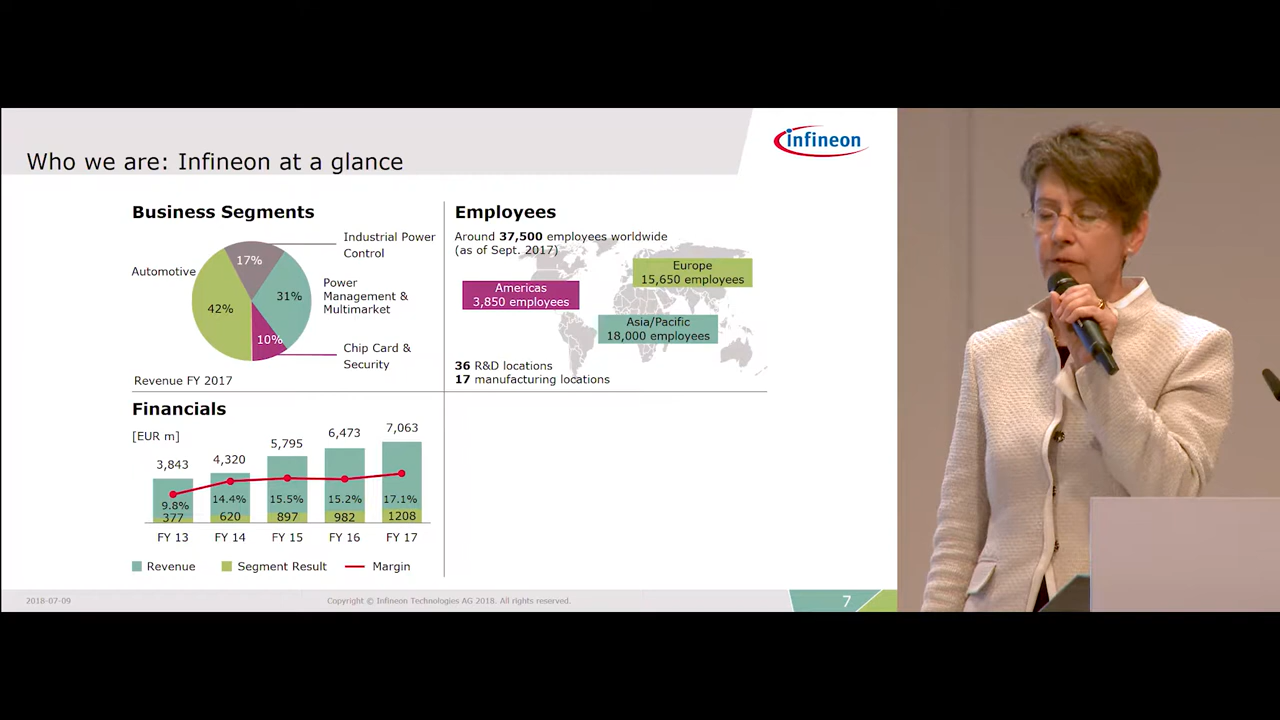 Who we are: Infineon at a glance
infineon
Business Segments
Industrial Power
Control
17%
Automotive
Power
Management &
Multimarket
31%
42%
10%
Chip Card &
Security
Revenue FY 2017
Employees
Around 37,500 employees worldwide
(as of Sept. 2017)
Europe
15,650 employees
Americas
3,850 employees
Asia/Pacific
18,000 employees
36 R&D locations
17 manufacturing locations
Financials
[EUR m]
3,843 4,320 5,795 6,473 7,063
9.8% 14.4% 15.5% 15.2% 17.1%
377 620 897 982 1208
FY 13 FY 14 FY 15 FY 16 FY 17
Revenue Segment Result Margin
2018-07-09 Copyright © Infineon Technologies AG 2018. All rights reserved. 7